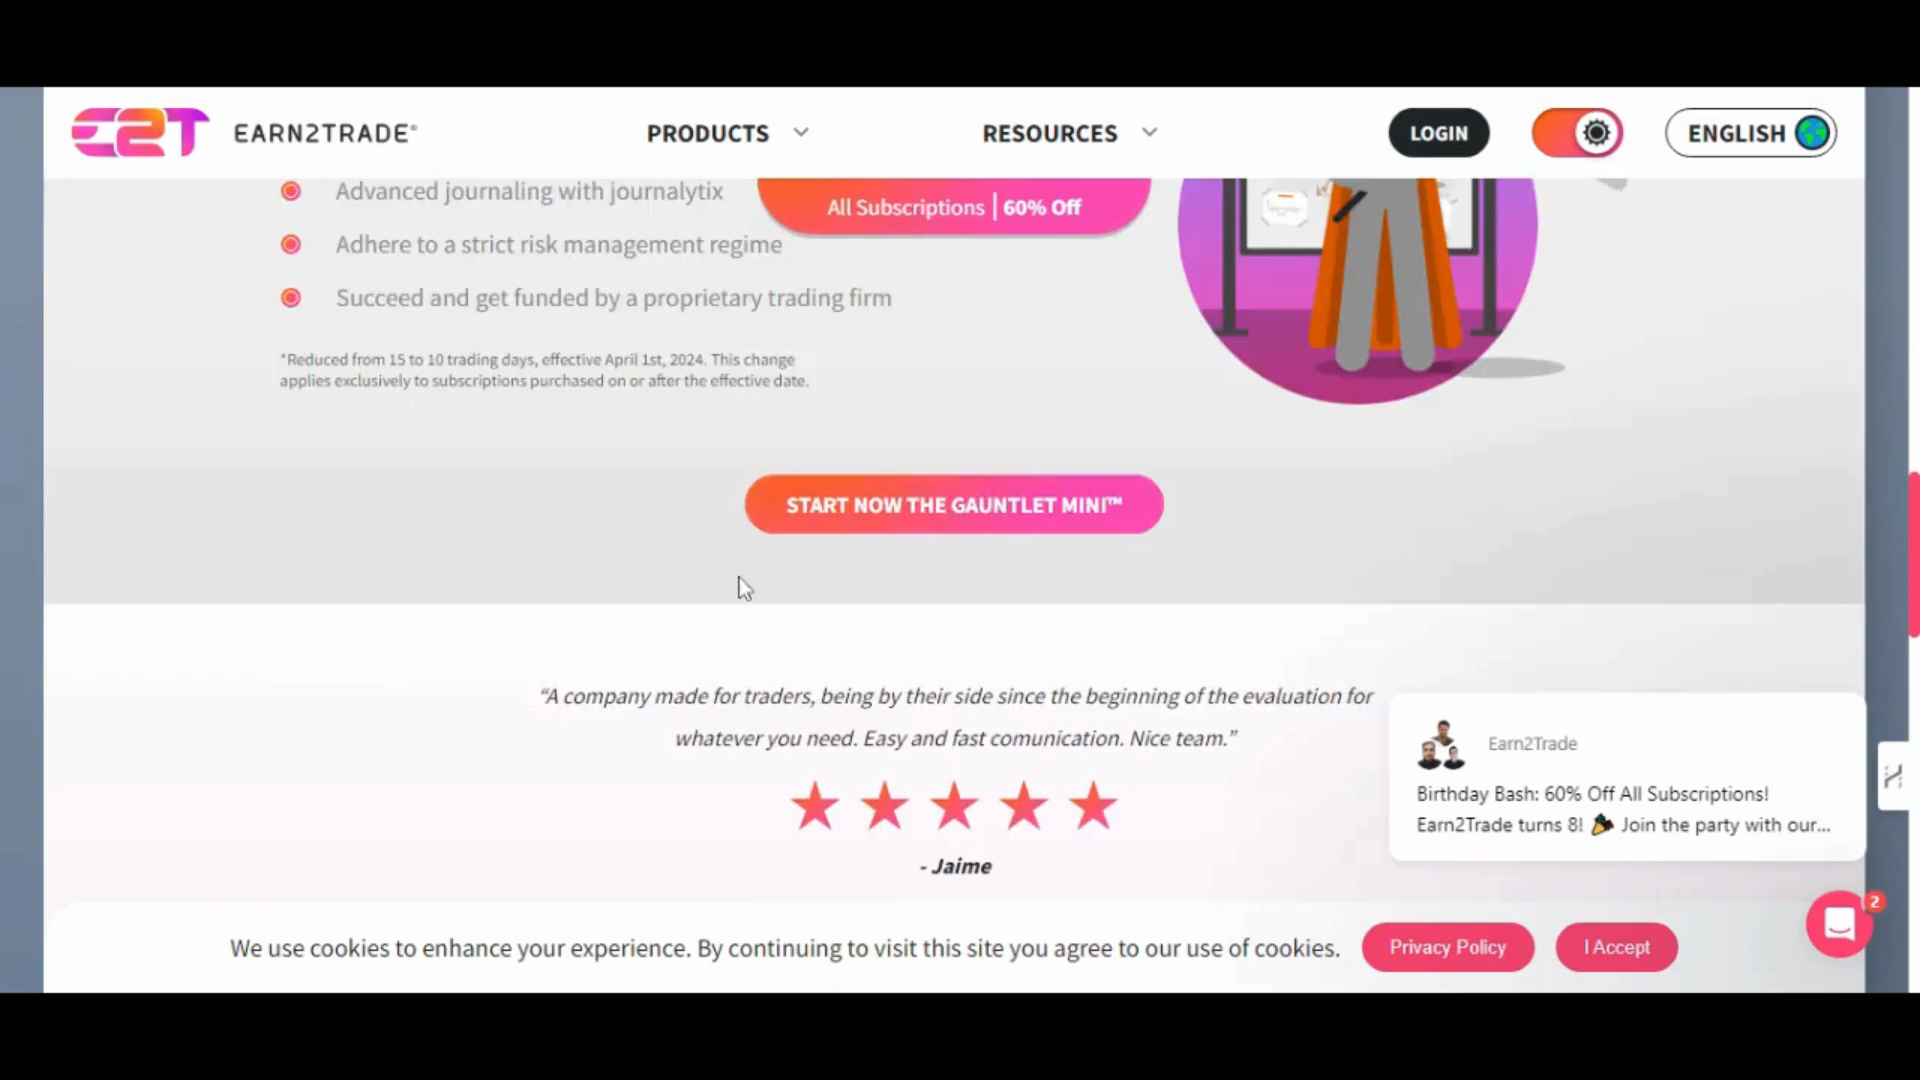 E2T EARN2TRADE®
PRODUCTS
RESOURCES
LOGIN
ENGLISH
Advanced journaling with journalytix
All Subscriptions | 60% Off
Adhere to a strict risk management regime
Succeed and get funded by a proprietary trading firm
*Reduced from 15 to 10 trading days, effective April 1st, 2024. This change
applies exclusively to subscriptions purchased on or after the effective date.
START NOW THE GAUNTLET MINI™
“A company made for traders, being by their side since the beginning of the evaluation for
whatever you need. Easy and fast comunication. Nice team.”
- Jaime
Earn2Trade
Birthday Bash: 60% Off All Subscriptions!
Earn2Trade turns 8! 🎉 Join the party with our...
2
We use cookies to enhance your experience. By continuing to visit this site you agree to our use of cookies.
Privacy Policy
I Accept